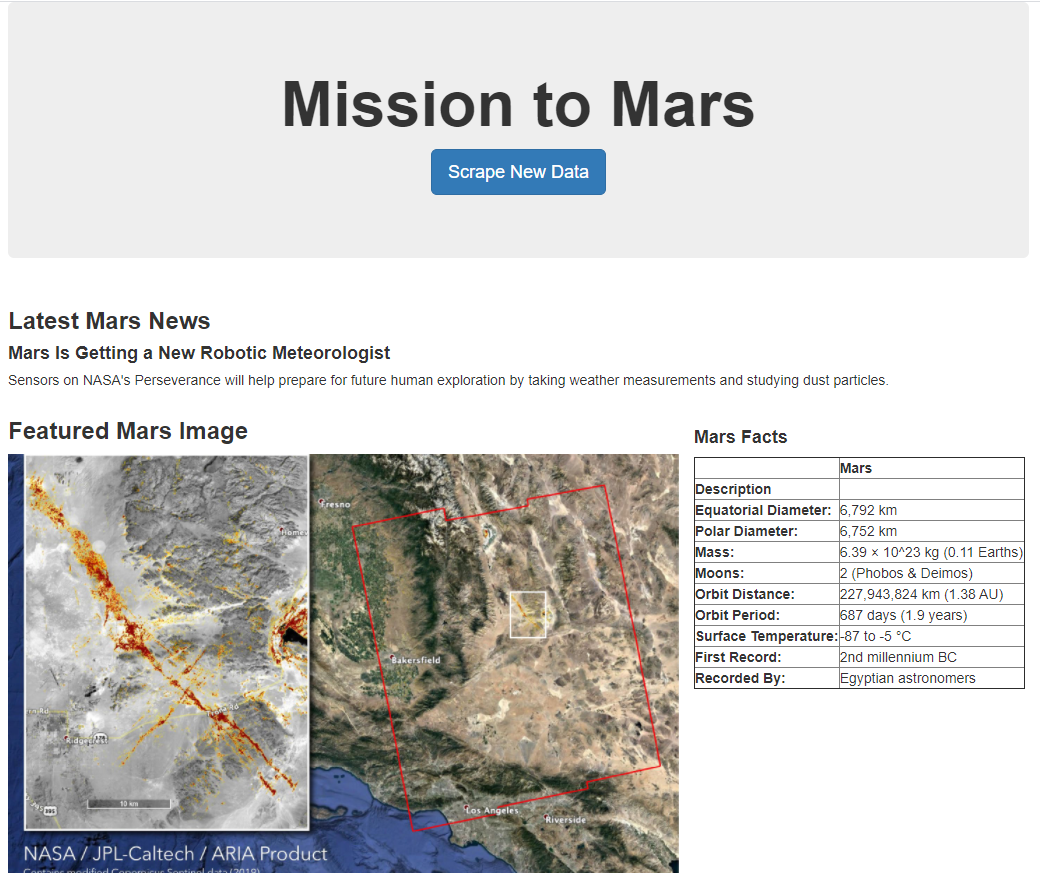 Mission to Mars
Scrape New Data
Latest Mars News
Mars Is Getting a New Robotic Meteorologist
Sensors on NASA's Perseverance will help prepare for future human exploration by taking weather measurements and studying dust particles.
Featured Mars Image
Fresno
Bakersfield
Ridgecrest
178
395
10 km
Los Angeles
Riverside
NASA / JPL-Caltech / ARIA Product
Contains modified Copernicus Sentinel data (2019)
Mars Facts
Mars
Description
Equatorial Diameter: 6,792 km
Polar Diameter: 6,752 km
Mass: 6.39 × 10^23 kg (0.11 Earths)
Moons: 2 (Phobos & Deimos)
Orbit Distance: 227,943,824 km (1.38 AU)
Orbit Period: 687 days (1.9 years)
Surface Temperature: -87 to -5 °C
First Record: 2nd millennium BC
Recorded By: Egyptian astronomers